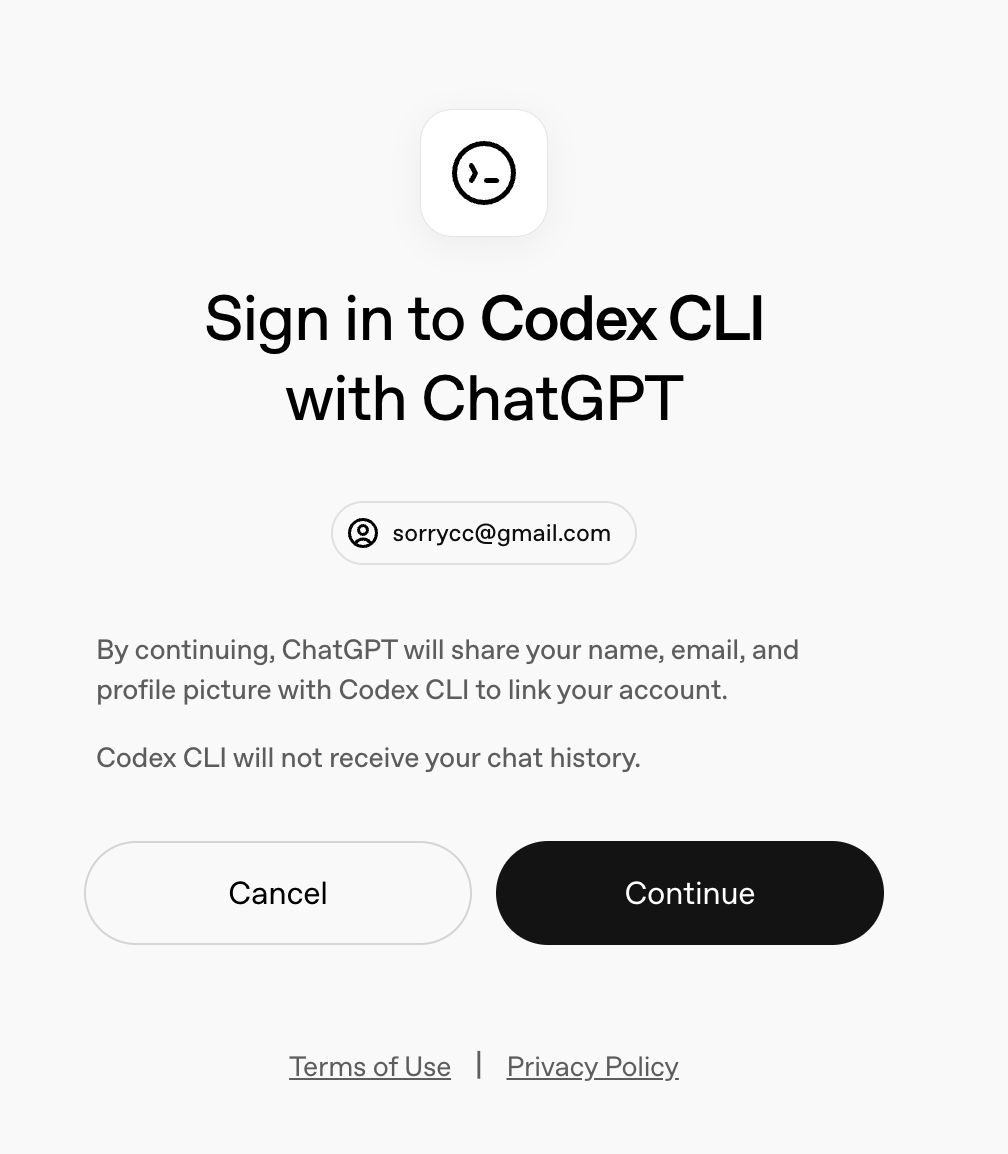 Sign in to Codex CLI
with ChatGPT
sorrycc@gmail.com
By continuing, ChatGPT will share your name, email, and
profile picture with Codex CLI to link your account.
Codex CLI will not receive your chat history.
Cancel
Continue
Terms of Use | Privacy Policy